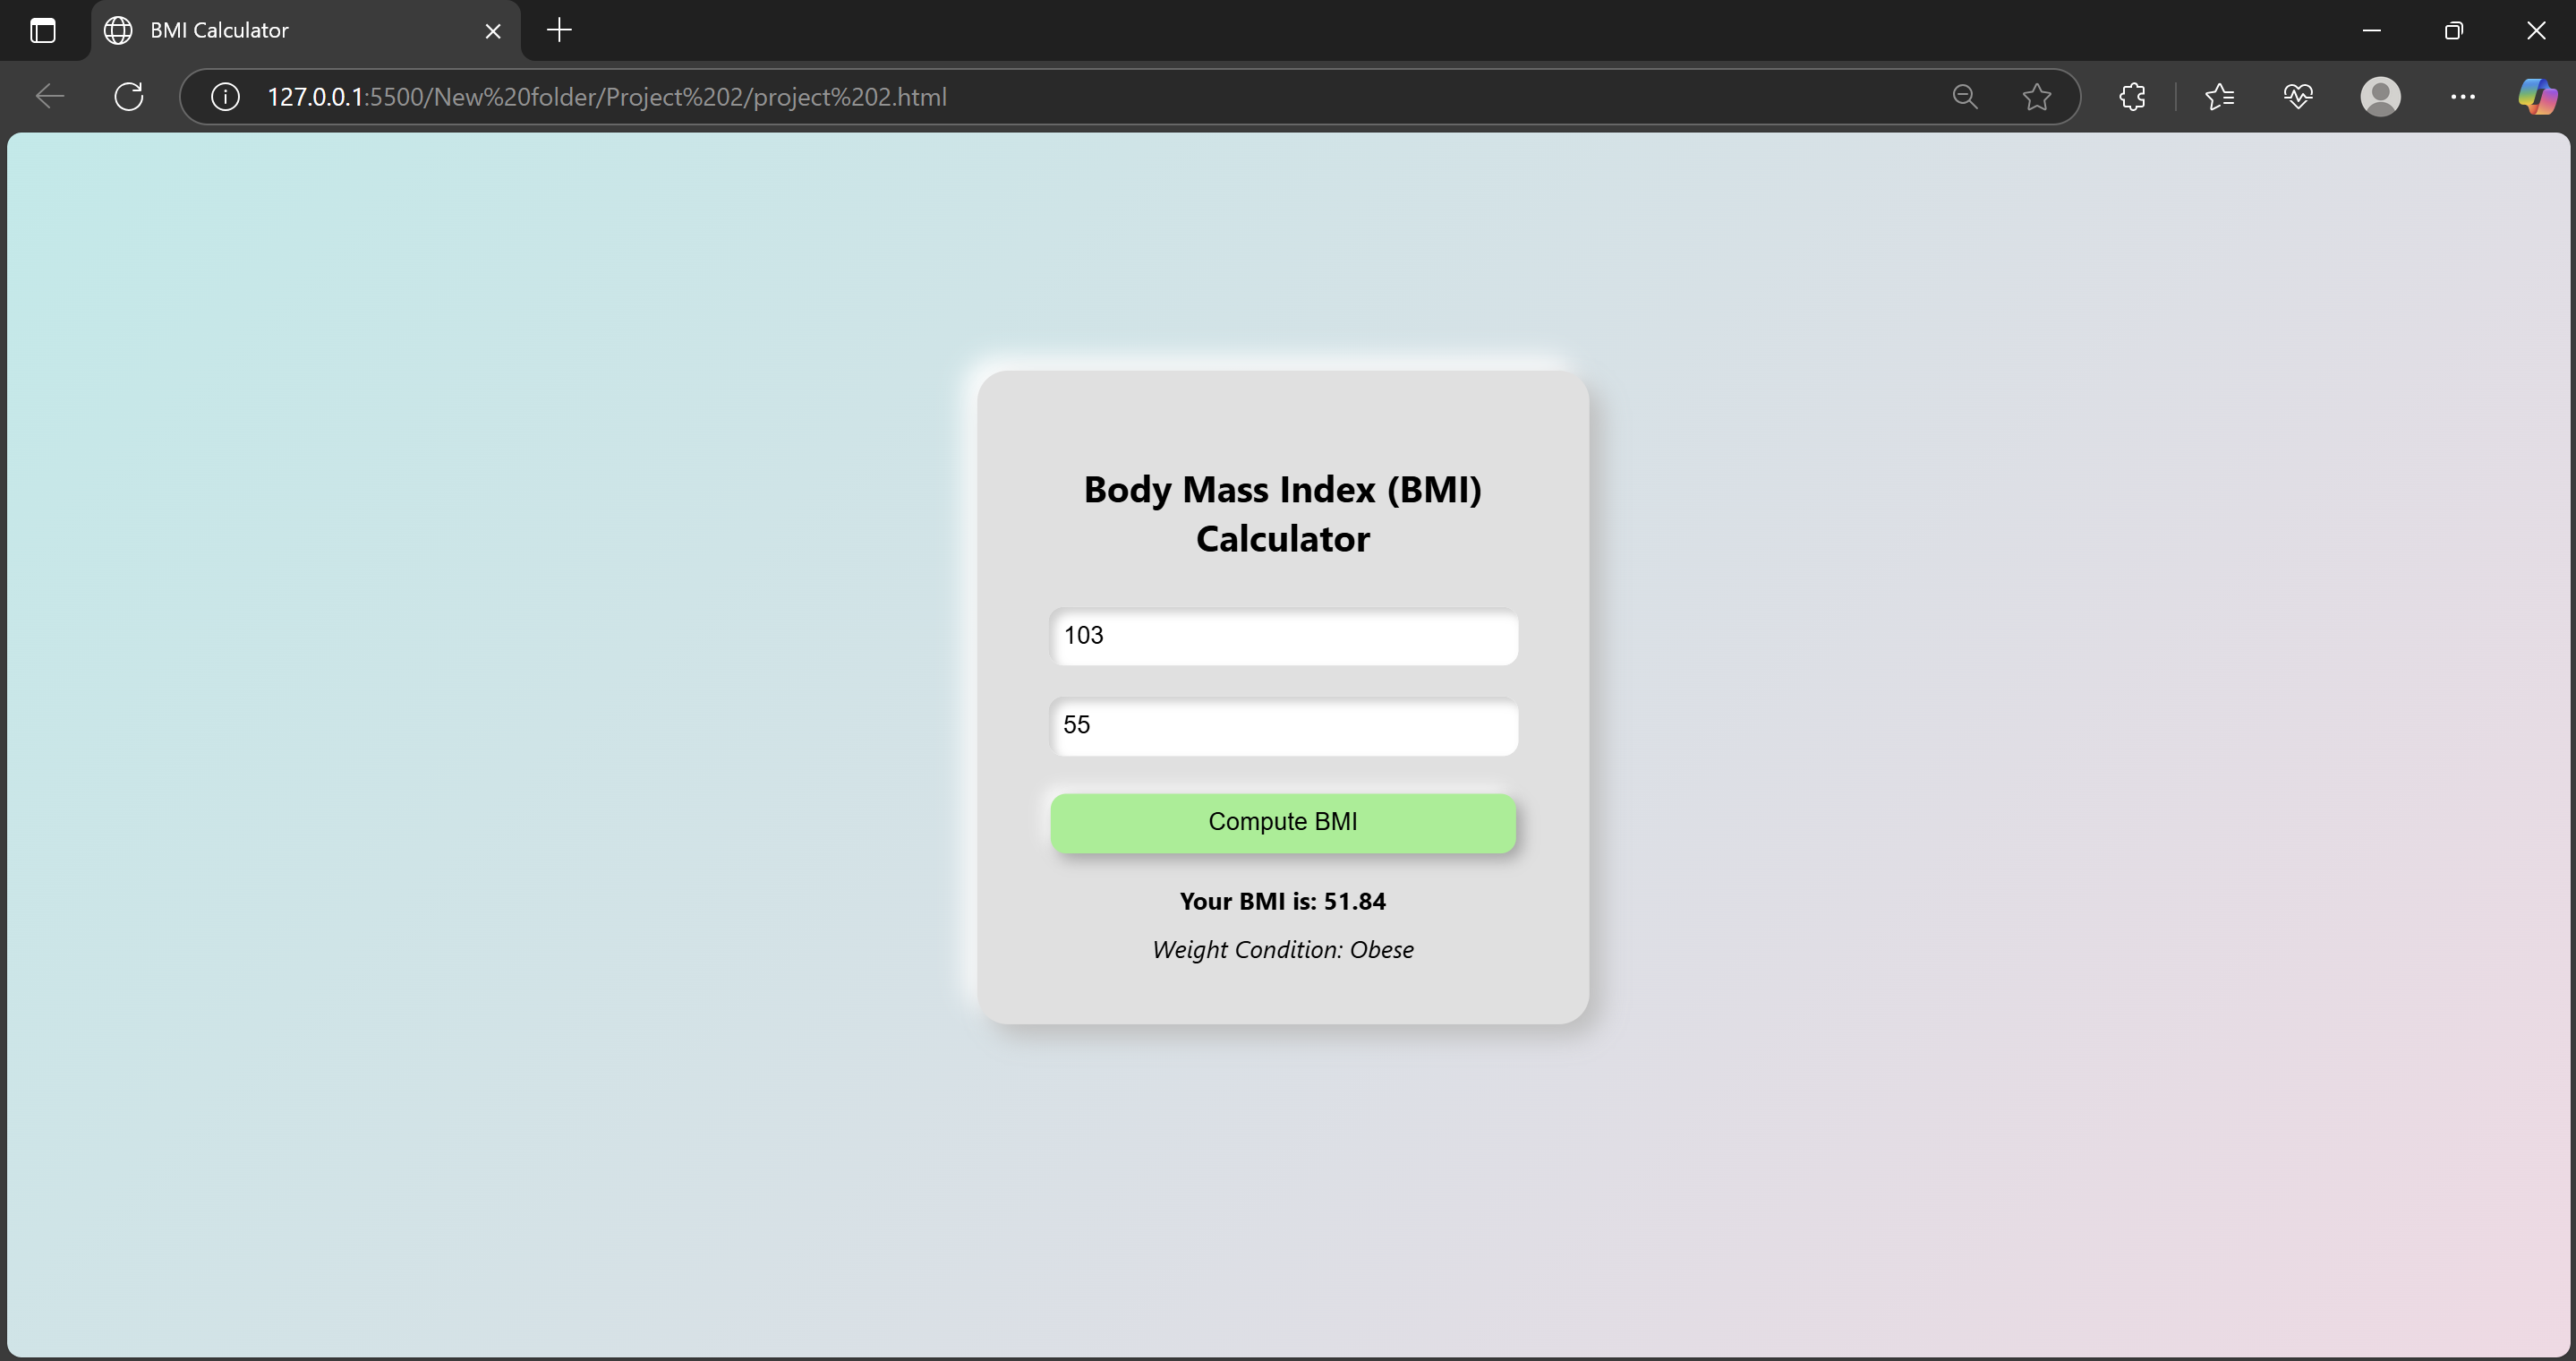 BMI Calculator
127.0.0.1:5500/New%20folder/Project%202/project%202.html
Body Mass Index (BMI)
Calculator
103
55
Compute BMI
Your BMI is: 51.84
Weight Condition: Obese